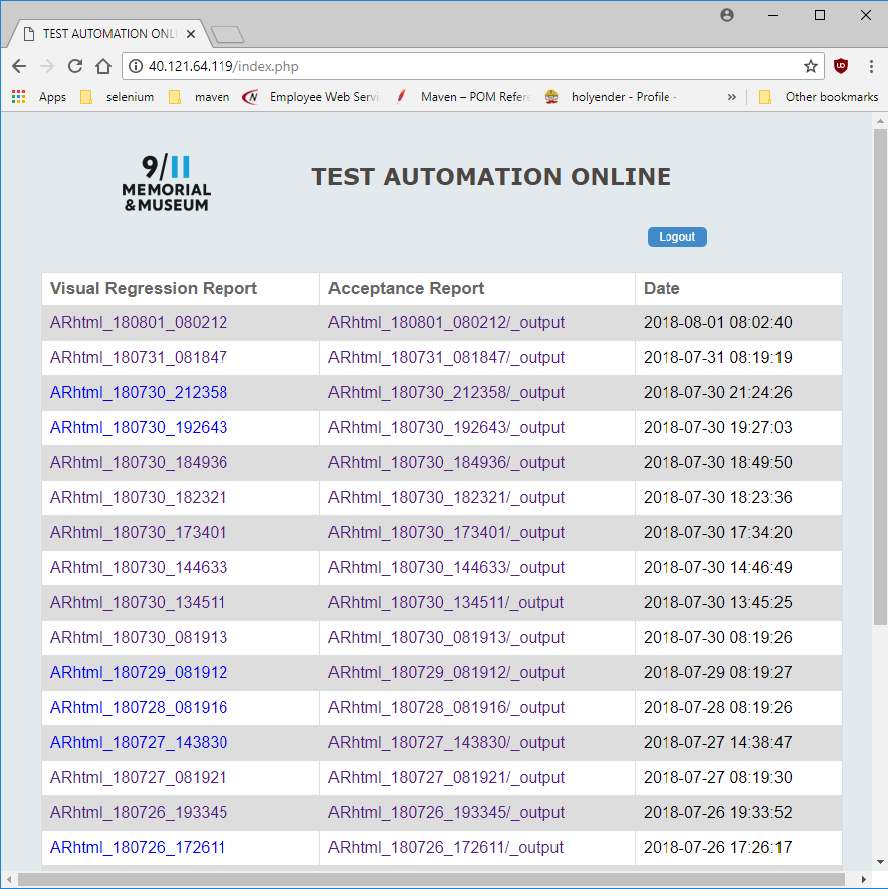 TEST AUTOMATION ONL
40.121.64.119/index.php
Apps selenium maven Employee Web Servi Maven – POM Refere holyender - Profile - » Other bookmarks
9/11
MEMORIAL
&MUSEUM
TEST AUTOMATION ONLINE
Logout
Visual Regression Report Acceptance Report Date
ARhtml_180801_080212 ARhtml_180801_080212/_output 2018-08-01 08:02:40
ARhtml_180731_081847 ARhtml_180731_081847/_output 2018-07-31 08:19:19
ARhtml_180730_212358 ARhtml_180730_212358/_output 2018-07-30 21:24:26
ARhtml_180730_192643 ARhtml_180730_192643/_output 2018-07-30 19:27:03
ARhtml_180730_184936 ARhtml_180730_184936/_output 2018-07-30 18:49:50
ARhtml_180730_182321 ARhtml_180730_182321/_output 2018-07-30 18:23:36
ARhtml_180730_173401 ARhtml_180730_173401/_output 2018-07-30 17:34:20
ARhtml_180730_144633 ARhtml_180730_144633/_output 2018-07-30 14:46:49
ARhtml_180730_134511 ARhtml_180730_134511/_output 2018-07-30 13:45:25
ARhtml_180730_081913 ARhtml_180730_081913/_output 2018-07-30 08:19:26
ARhtml_180729_081912 ARhtml_180729_081912/_output 2018-07-29 08:19:27
ARhtml_180728_081916 ARhtml_180728_081916/_output 2018-07-28 08:19:26
ARhtml_180727_143830 ARhtml_180727_143830/_output 2018-07-27 14:38:47
ARhtml_180727_081921 ARhtml_180727_081921/_output 2018-07-27 08:19:30
ARhtml_180726_193345 ARhtml_180726_193345/_output 2018-07-26 19:33:52
ARhtml_180726_172611 ARhtml_180726_172611/_output 2018-07-26 17:26:17